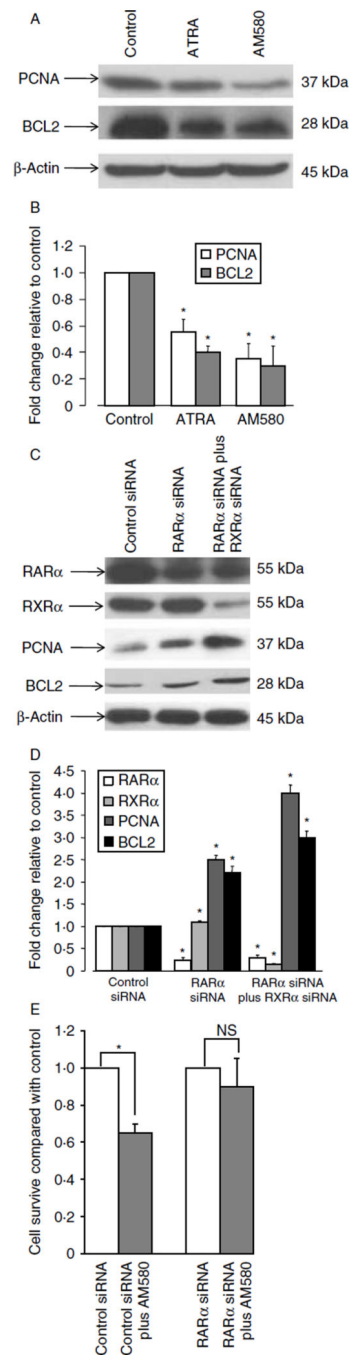 A
Control
ATRA
AM580
PCNA
37 kDa
BCL2
28 kDa
β-Actin
45 kDa
B
Fold change relative to control
1·2
1·0
0·8
0·6
0·4
0·2
0
PCNA
BCL2
*
*
*
*
Control
ATRA
AM580
C
Control siRNA
RARα siRNA
RARα siRNA plus
RXRα siRNA
RARα
55 kDa
RXRα
55 kDa
PCNA
37 kDa
BCL2
28 kDa
β-Actin
45 kDa
D
Fold change relative to control
4·5
4·0
3·5
3·0
2·0
2·0
1·0
0·5
0
RARα
RXRα
PCNA
BCL2
*
*
*
*
*
*
*
*
Control
siRNA
RARα
siRNA
RARα siRNA
plus RXRα siRNA
E
Cell survive compared with control
1·2
1·0
0·8
0·6
0·4
0·2
0
*
NS
Control siRNA
Control siRNA
plus AM580
RARα siRNA
RARα siRNA
plus AM580